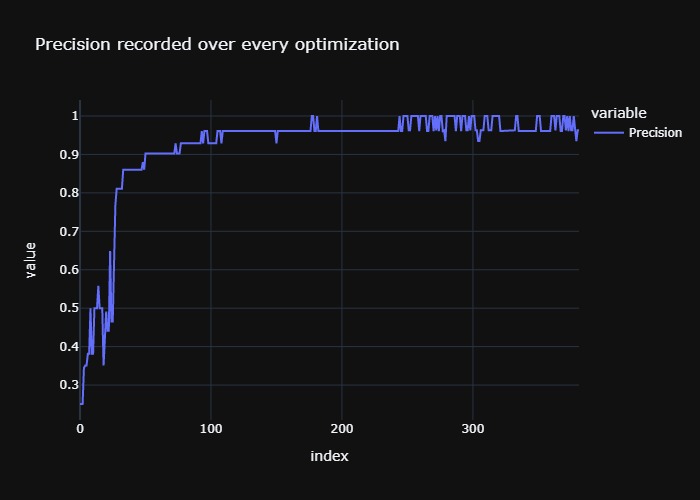 Precision recorded over every optimization
variable
Precision
value
1
0.9
0.8
0.7
0.6
0.5
0.4
0.3
0
100
200
300
index